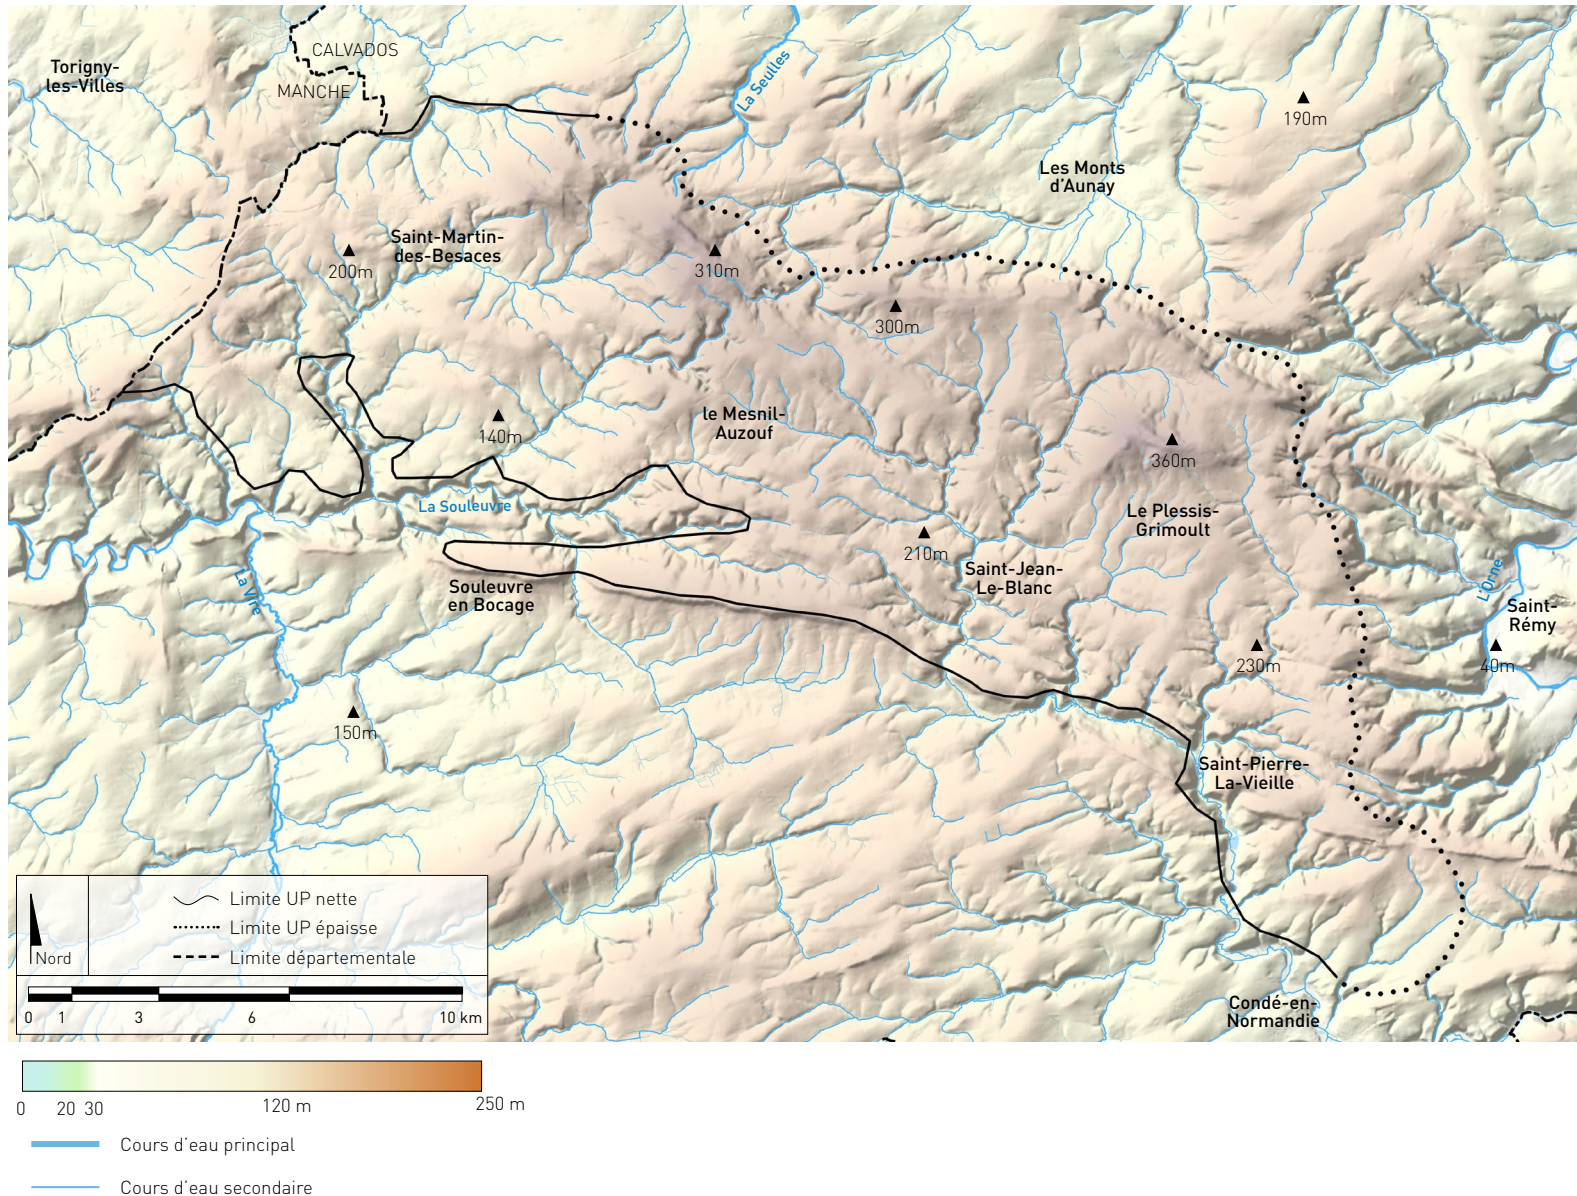 CALVADOS
MANCHE
Torigny-
les-Villes
La Seulles
190m
Les Monts
d'Aunay
Saint-Martin-
des-Besaces
200m
310m
300m
le Mesnil-
Auzouf
140m
360m
La Souleuvre
Le Plessis-
Grimoult
210m
Saint-Jean-
Le-Blanc
L'Orne
Saint-
Rémy
40m
La Vire
Souleuvre
en Bocage
230m
150m
Saint-Pierre-
La-Vieille
Condé-en-
Normandie
Nord
Limite UP nette
Limite UP épaisse
Limite départementale
0 1 3 6 10 km
0 20 30 120 m 250 m
Cours d'eau principal
Cours d'eau secondaire